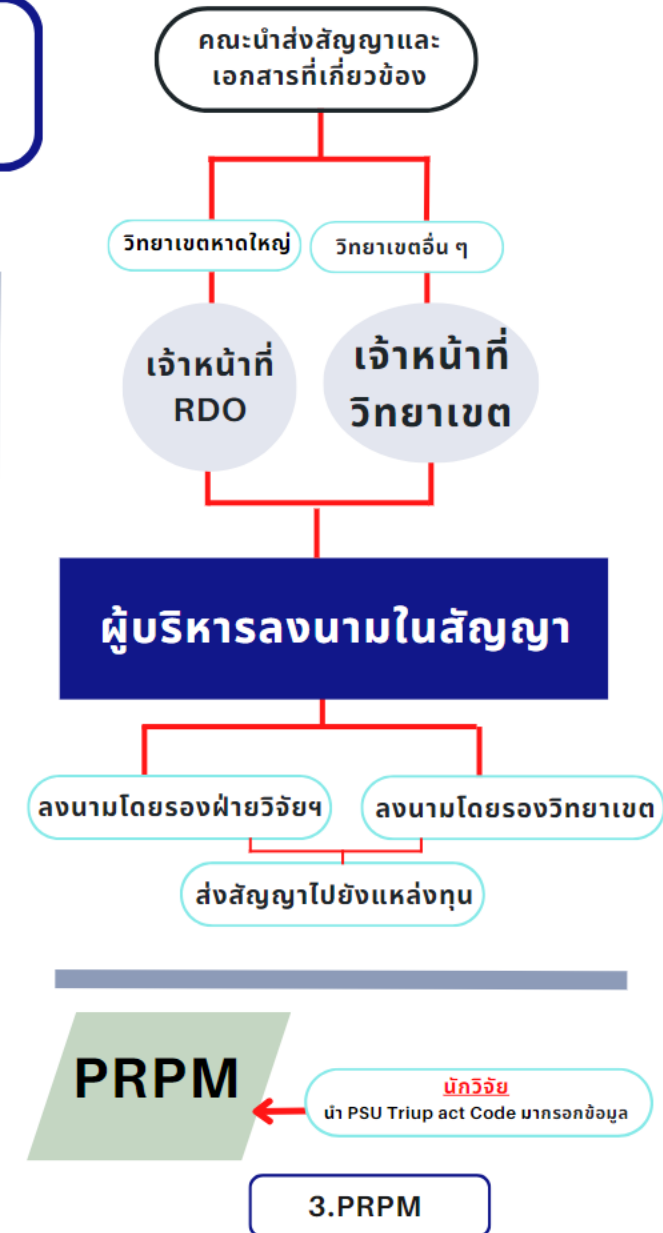 คณะนำส่งสัญญาและ
เอกสารที่เกี่ยวข้อง
วิทยาเขตหาดใหญ่
วิทยาเขตอื่น ๆ
เจ้าหน้าที่
RDO
เจ้าหน้าที่
วิทยาเขต
ผู้บริหารลงนามในสัญญา
ลงนามโดยรองฝ่ายวิจัยฯ
ลงนามโดยรองวิทยาเขต
ส่งสัญญาไปยังแหล่งทุน
PRPM
นักวิจัย
นำ PSU Triup act Code มากรอกข้อมูล
3.PRPM